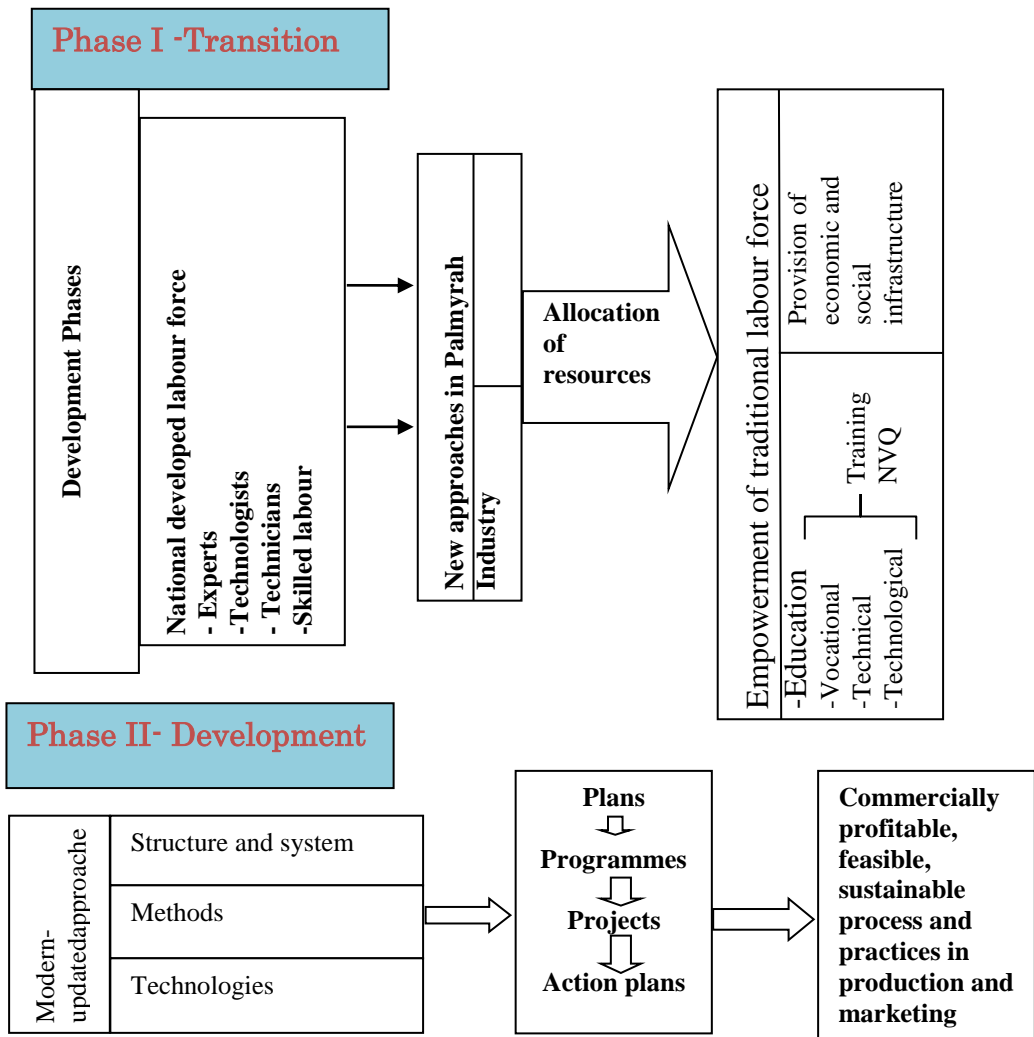 Phase I -Transition
Development Phases
National developed labour force
- Experts
-Technologists
- Technicians
-Skilled labour
New approaches in Palmyrah
Industry
Allocation
of
resources
Empowerment of traditional labour force
-Education
-Vocational
-Technical
-Technological
Training
NVQ
Provision of
economic and
social
infrastructure
Phase II- Development
Modern-
updatedapproache
Structure and system
Methods
Technologies
Plans
Programmes
Projects
Action plans
Commercially
profitable,
feasible,
sustainable
process and
practices in
production and
marketing